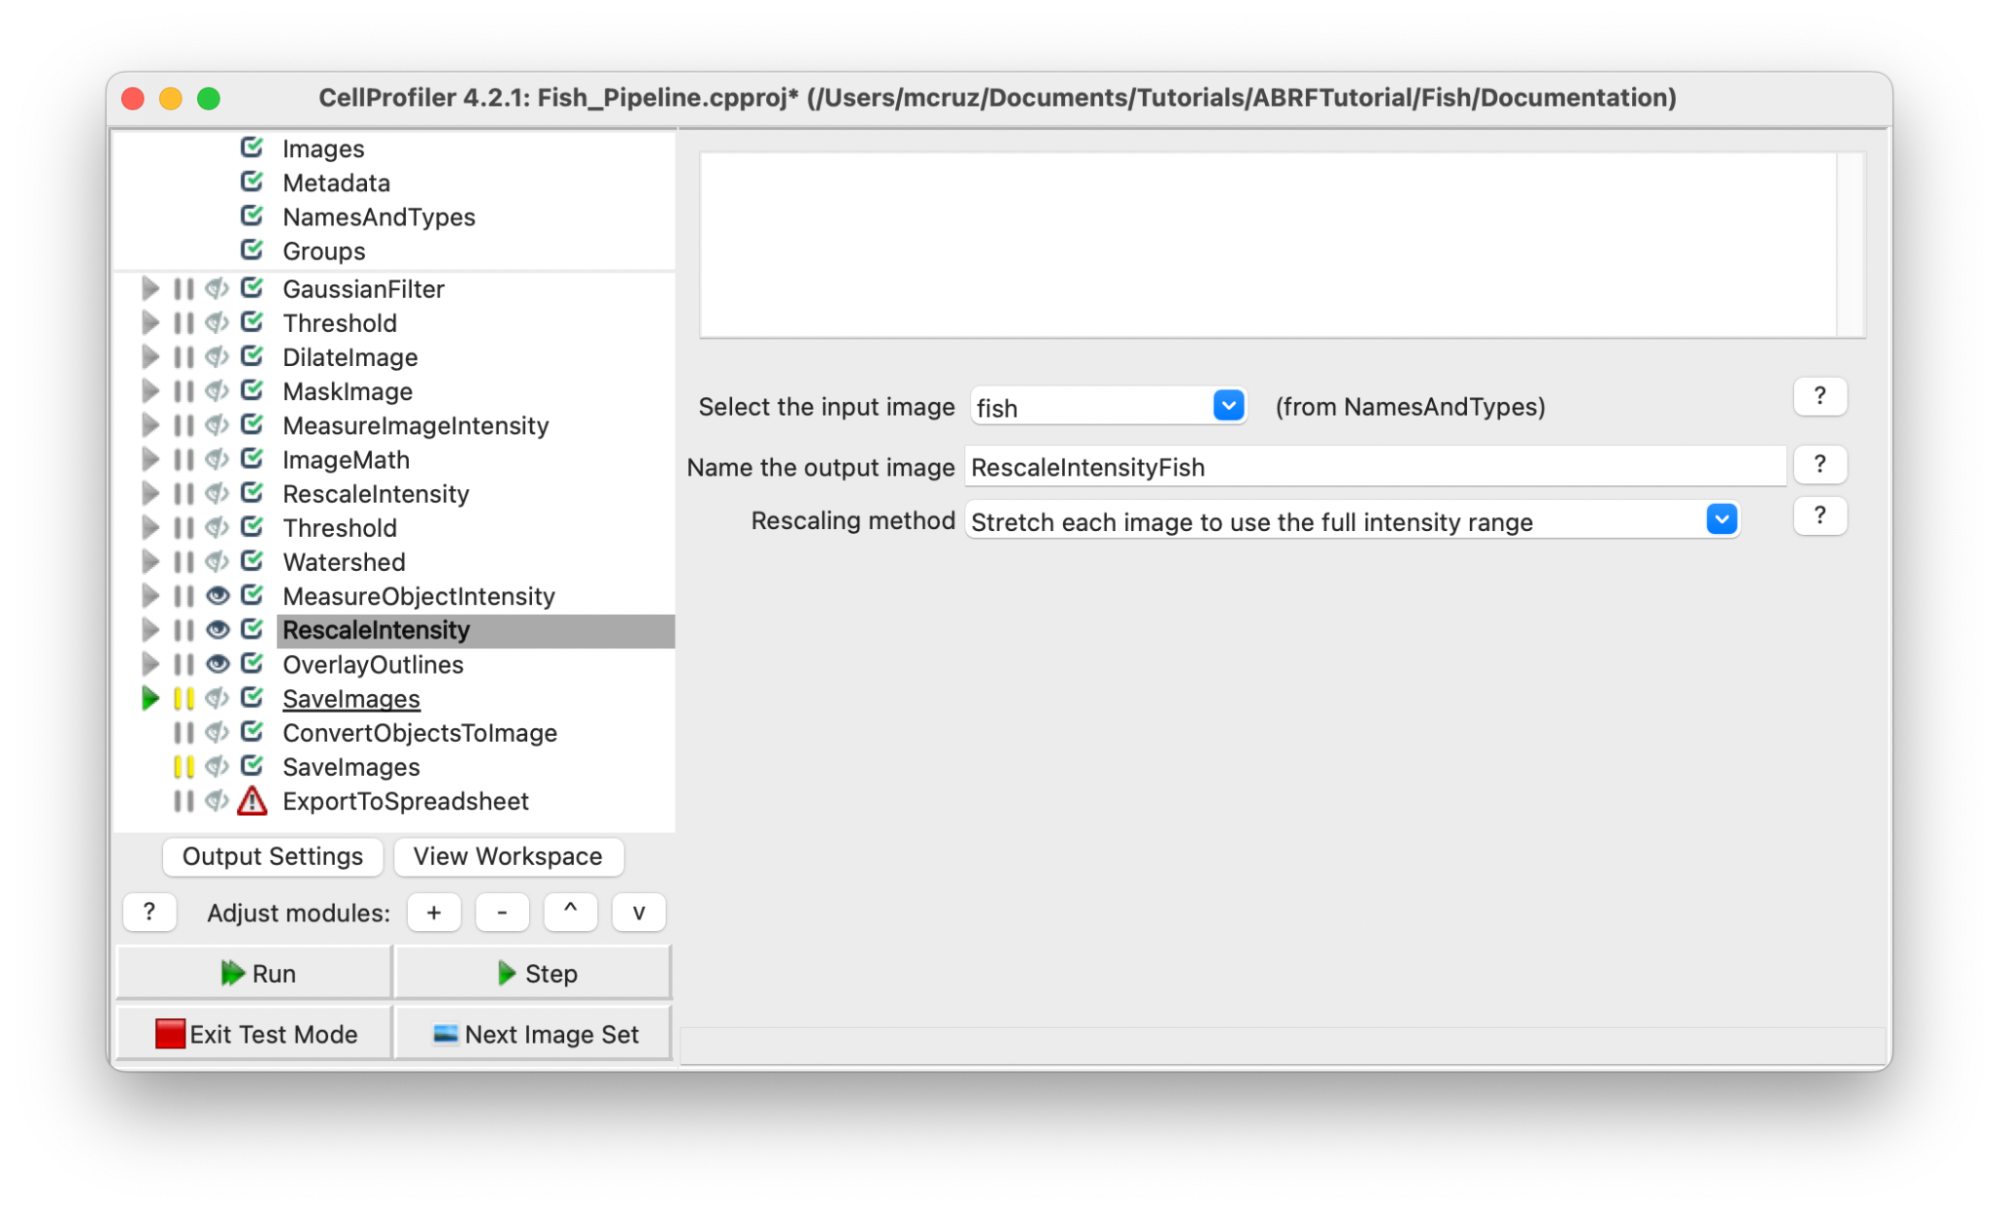 CellProfiler 4.2.1: Fish_Pipeline.cpproj* (/Users/mcruz/Documents/Tutorials/ABRFTutorial/Fish/Documentation)
Images
Metadata
NamesAndTypes
Groups
GaussianFilter
Threshold
DilateImage
MaskImage
MeasureImageIntensity
ImageMath
RescaleIntensity
Threshold
Watershed
MeasureObjectIntensity
RescaleIntensity
OverlayOutlines
SaveImages
ConvertObjectsToImage
SaveImages
ExportToSpreadsheet
Output Settings View Workspace
? Adjust modules: + - ^ v
Run Step
Exit Test Mode Next Image Set
Select the input image fish (from NamesAndTypes) ?
Name the output image RescaleIntensityFish ?
Rescaling method Stretch each image to use the full intensity range ?